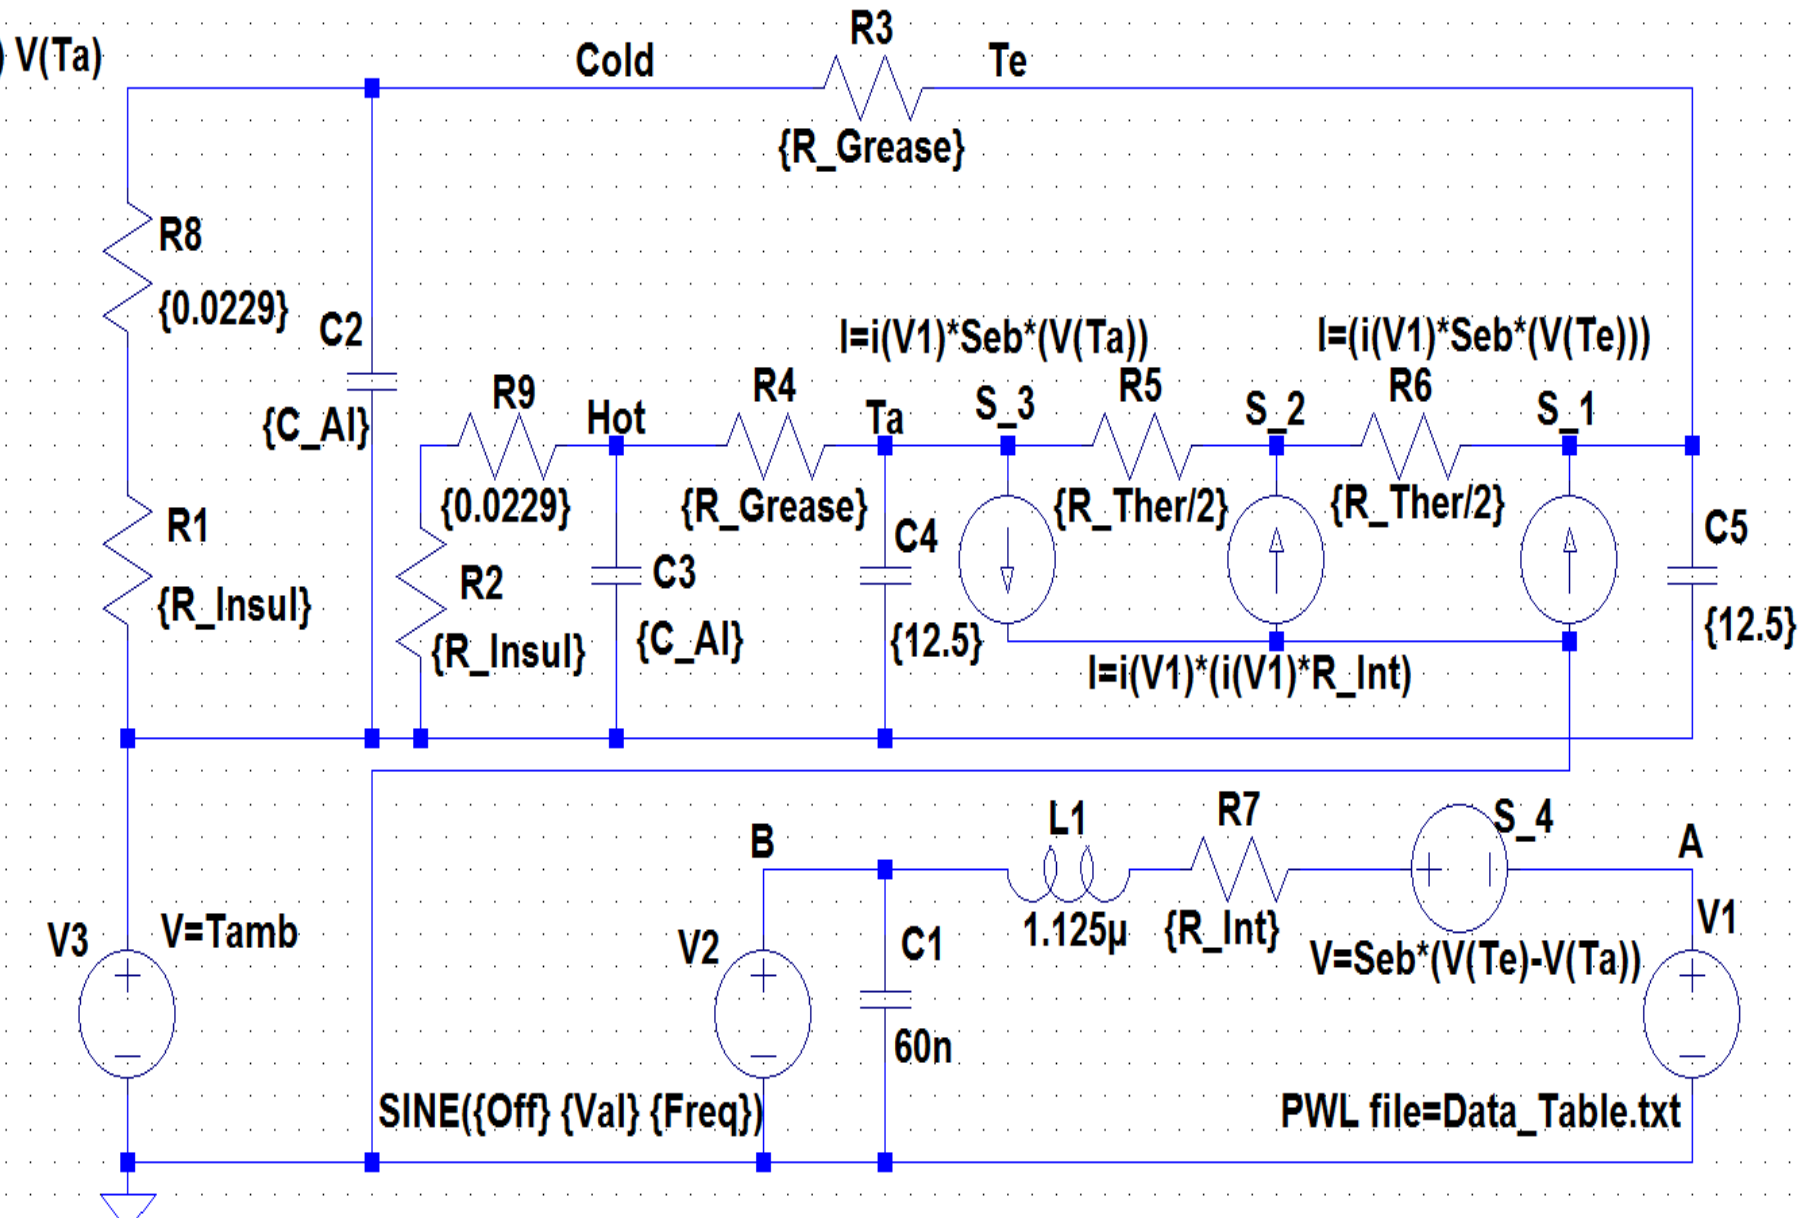 R3
) V(Ta)
Cold
Te
{R_Grease}
R8
{0.0229}
C2
{C_Al}
I=i(V1)*Seb*(V(Ta))
I=(i(V1)*Seb*(V(Te)))
R9
Hot
R4
Ta
S_3
R5
S_2
R6
S_1
{0.0229}
{R_Grease}
{R_Ther/2}
{R_Ther/2}
R1
{R_Insul}
R2
{R_Insul}
C3
{C_Al}
C4
{12.5}
C5
{12.5}
I=i(V1)*(i(V1)*R_Int)
B
L1
R7
S_4
A
1.125µ
{R_Int}
V=Seb*(V(Te)-V(Ta))
V3
V=Tamb
V2
C1
60n
V1
SINE({Off} {Val} {Freq})
PWL file=Data_Table.txt